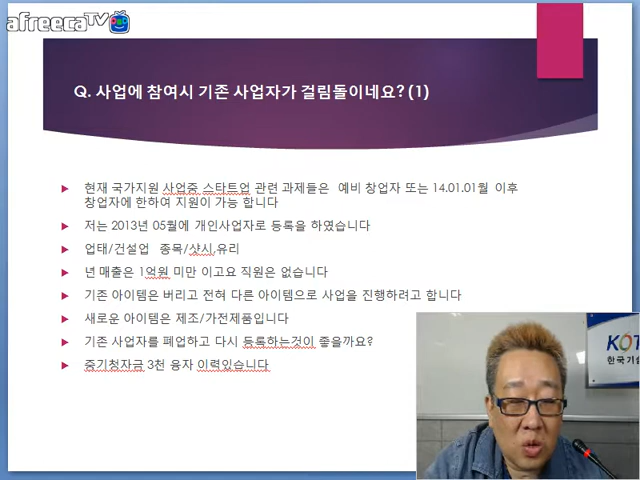 afreecaTV
Q. 사업에 참여시 기존 사업자가 걸림돌이네요? (1)
현재 국가지원 사업중 스타트업 관련 과제들은 예비 창업자 또는 14.01.01월 이후
창업자에 한하여 지원이 가능 합니다
저는 2013년 05월에 개인사업자로 등록을 하였습니다
업태/건설업 종목/샷시,유리
년 매출은 1억원 미만 이고요 직원은 없습니다
기존 아이템은 버리고 전혀 다른 아이템으로 사업을 진행하려고 합니다
새로운 아이템은 제조/가전제품입니다
기존 사업자를 폐업하고 다시 등록하는것이 좋을까요?
중기청자금 3천 융자 이력있습니다
KOT
한국기술